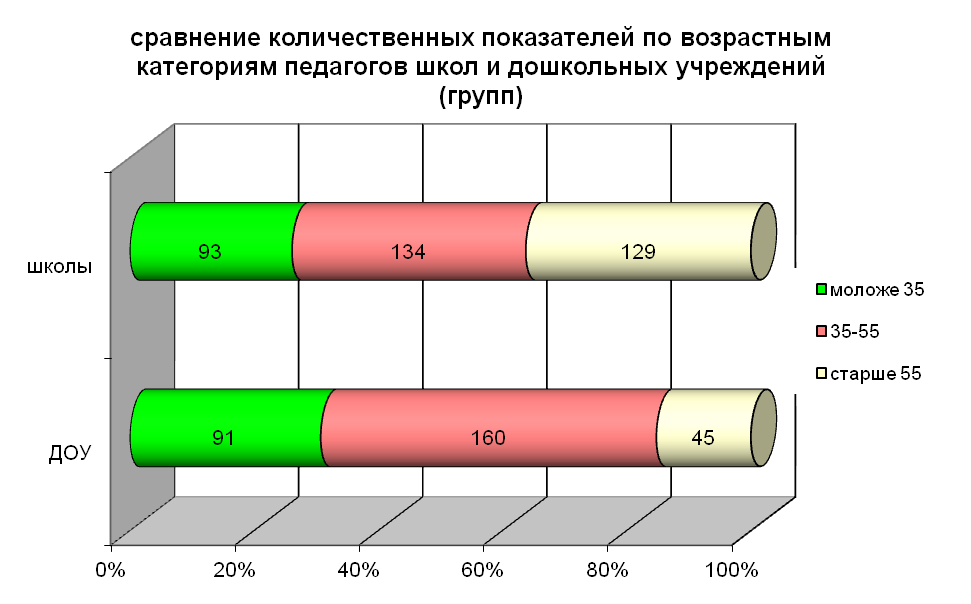 сравнение количественных показателей по возрастным
категориям педагогов школ и дошкольных учреждений
(групп)
школы
93
134
129
ДОУ
91
160
45
0%
20%
40%
60%
80%
100%
моложе 35
35-55
старше 55